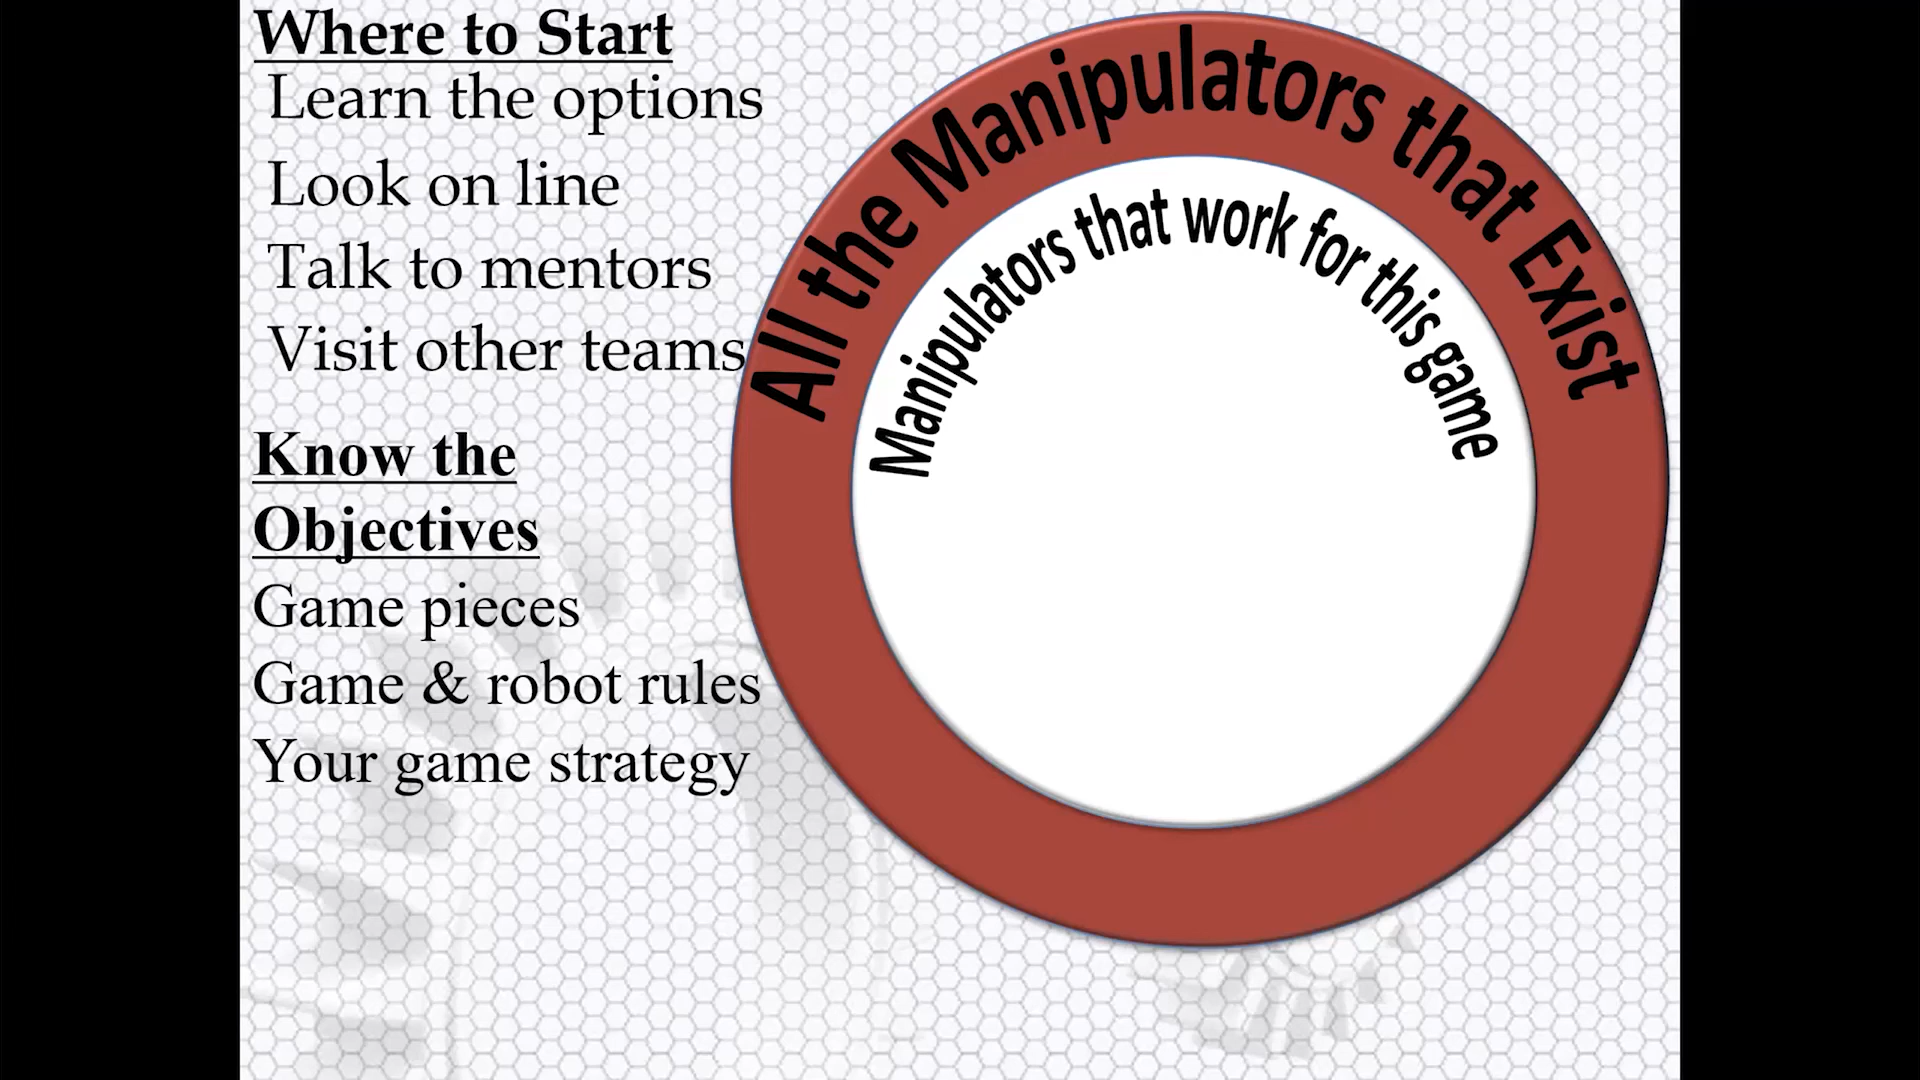 Where to Start
Learn the options
Look on line
Talk to mentors
Visit other teams
Know the
Objectives
Game pieces
Game & robot rules
Your game strategy
All the Manipulators that Exist
Manipulators that work for this game